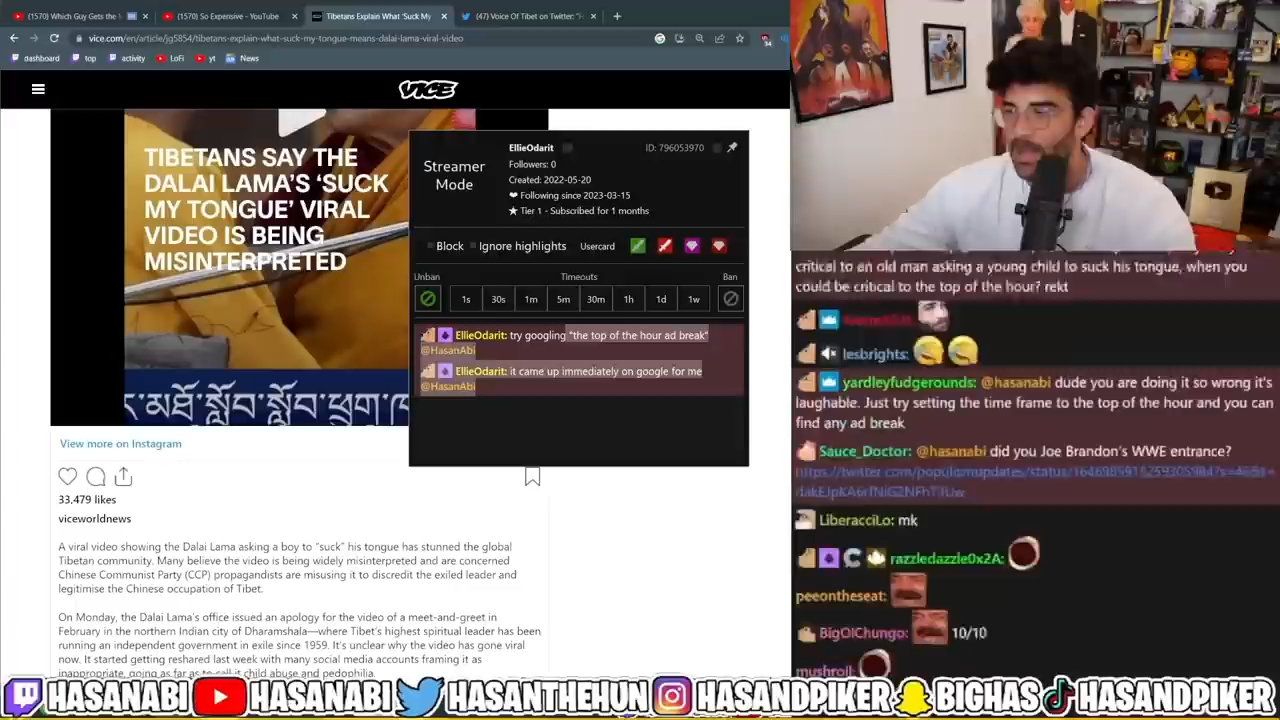 (1570) Which Guy Gets the
(1570) So Expensive - YouTube
Tibetans Explain What 'Suck My
(47) Voice Of Tibet on Twitter: "
vice.com/en/article/jg5854/tibetans-explain-what-suck-my-tongue-means-dalai-lama-viral-video
dashboard
top
activity
LoFi
yt
News
VICE
TIBETANS SAY THE
DALAI LAMA'S 'SUCK
MY TONGUE' VIRAL
VIDEO IS BEING
MISINTERPRETED
View more on Instagram
33.479 likes
viceworldnews
A viral video showing the Dalai Lama asking a boy to "suck" his tongue has stunned the global
Tibetan community. Many believe the video is being widely misinterpreted and are concerned
Chinese Communist Party (CCP) propagandists are misusing it to discredit the exiled leader and
legitimise the Chinese occupation of Tibet.
On Monday, the Dalai Lama's office issued an apology for the video of a meet-and-greet in
February in the northern Indian city of Dharamshala—where Tibet's highest spiritual leader has been
running an independent government in exile since 1959. It's unclear why the video has gone viral
now. It started getting reshared last week with many social media accounts framing it as
inappropriate, going as far as to call it child abuse and pedophilia.
Streamer
Mode
EllieOdarit
ID: 796053970
Followers: 0
Created: 2022-05-20
Following since 2023-03-15
Tier 1 - Subscribed for 1 months
Block
Ignore highlights
Usercard
Unban
Timeouts
Ban
1s
30s
1m
5m
30m
1h
1d
1w
EllieOdarit: try googling "the top of the hour ad break"
@HasanAbi
EllieOdarit: it came up immediately on google for me
@HasanAbi
critical to an old man asking a young child to suck his tongue, when you
could be critical to the top of the hour? rekt
lesbrights:
yardleyfudgerounds: @hasanabi dude you are doing it so wrong it's
laughable. Just try setting the time frame to the top of the hour and you can
find any ad break
Sauce_Doctor: @hasanabi did you Joe Brandon's WWE entrance?
LiberacciLo: mk
razzledazzle0x2A:
peeontheseat:
BigOlChungo: 10/10
mushroil:
HASANABI
HASANABI
HASANTHEHUN
HASANDPIKER
BIGHAS
HASANDPIKER